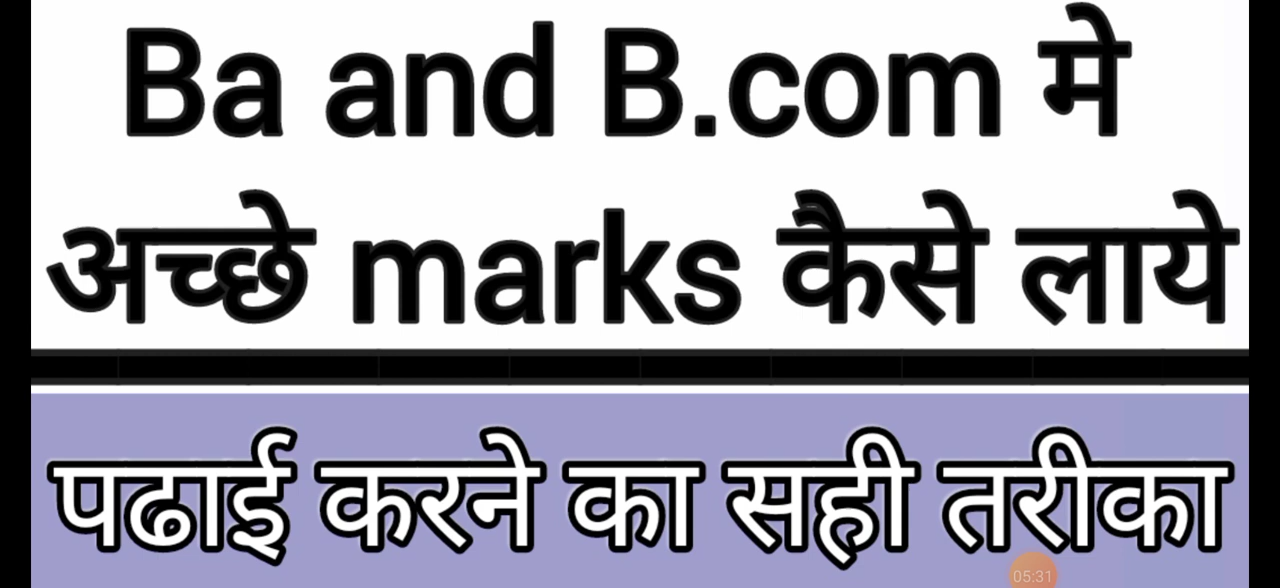 Ba and B.com मे
अच्छे marks कैसे लाये
पढाई करने का सही तरीका
05:31